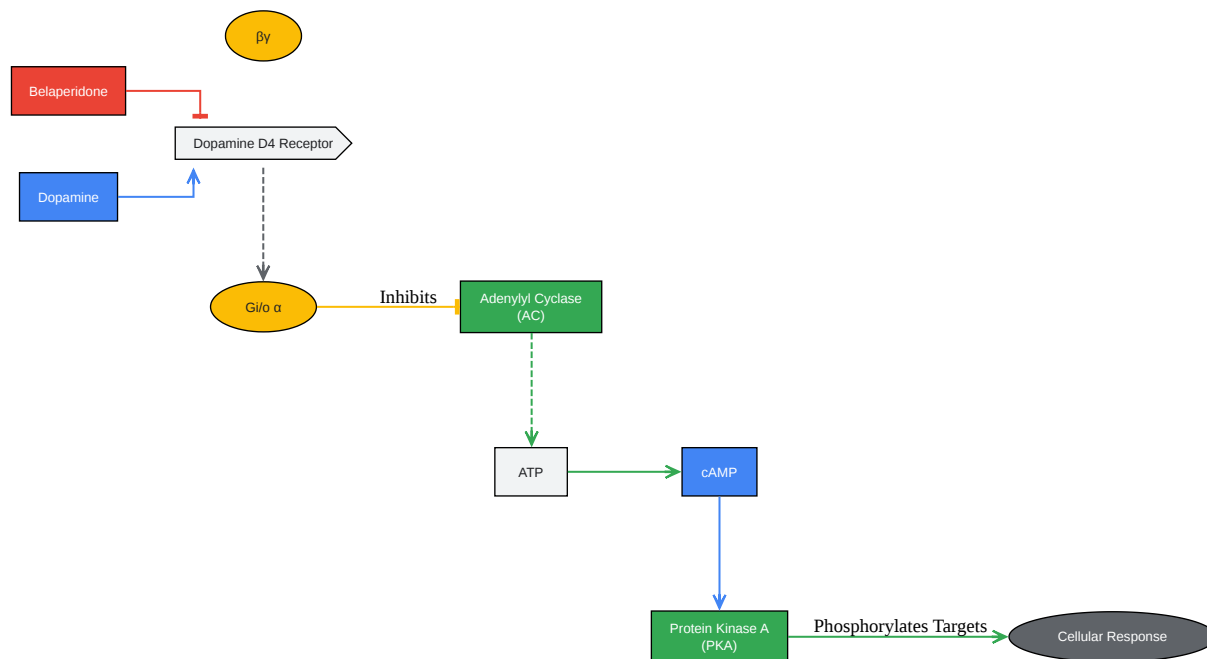 βγ
Belaperidone
Dopamine D4 Receptor
Dopamine
Gi/o α
Inhibits
Adenylyl Cyclase
(AC)
ATP
cAMP
Protein Kinase A
(PKA)
Phosphorylates Targets
Cellular Response